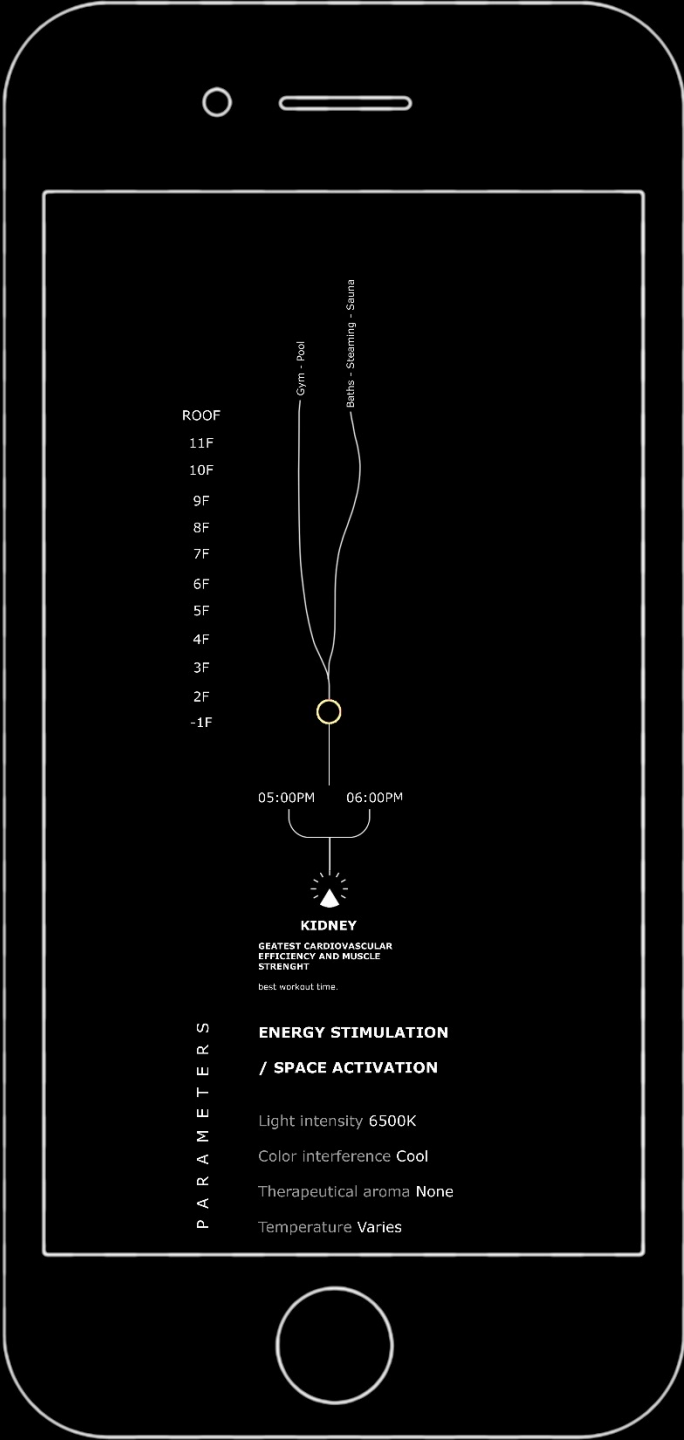 Gym - Pool
Baths - Steaming - Sauna
ROOF
11F
10F
9F
8F
7F
6F
5F
4F
3F
2F
-1F
05:00PM 06:00PM
KIDNEY
GEATEST CARDIOVASCULAR
EFFICIENCY AND MUSCLE
STRENGHT
best workout time.
PARAMETERS
ENERGY STIMULATION
/ SPACE ACTIVATION
Light intensity 6500K
Color interference Cool
Therapeutical aroma None
Temperature Varies